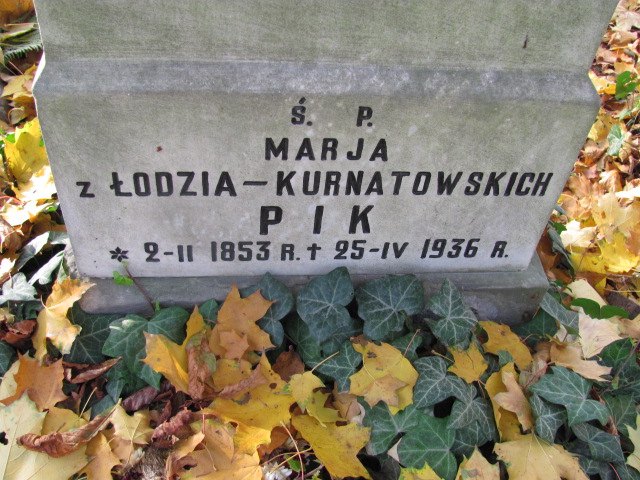 Ś. P.
MARJA
z ŁODZIA-KURNATOWSKICH
PIK
* 2-II 1853 R. † 25-IV 1936 R.